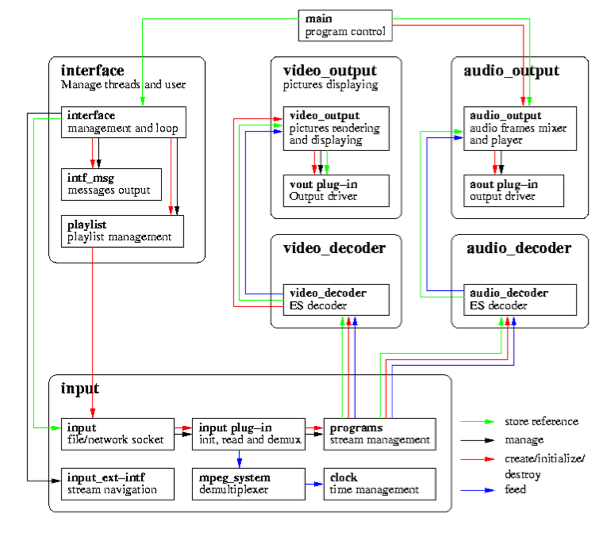 main
program control
interface
Manage threads and user
interface
management and loop
intf_msg
messages output
playlist
playlist management
video_output
pictures displaying
video_output
pictures rendering
and displaying
vout plug-in
Output driver
audio_output
audio_output
audio frames mixer
and player
aout plug-in
output driver
video_decoder
video_decoder
ES decoder
audio_decoder
audio_decoder
ES decoder
input
input
file/network socket
input plug-in
init, read and demux
programs
stream management
input_ext-intf
stream navigation
mpeg_system
demultiplexer
clock
time management
store reference
manage
create/initialize/
destroy
feed